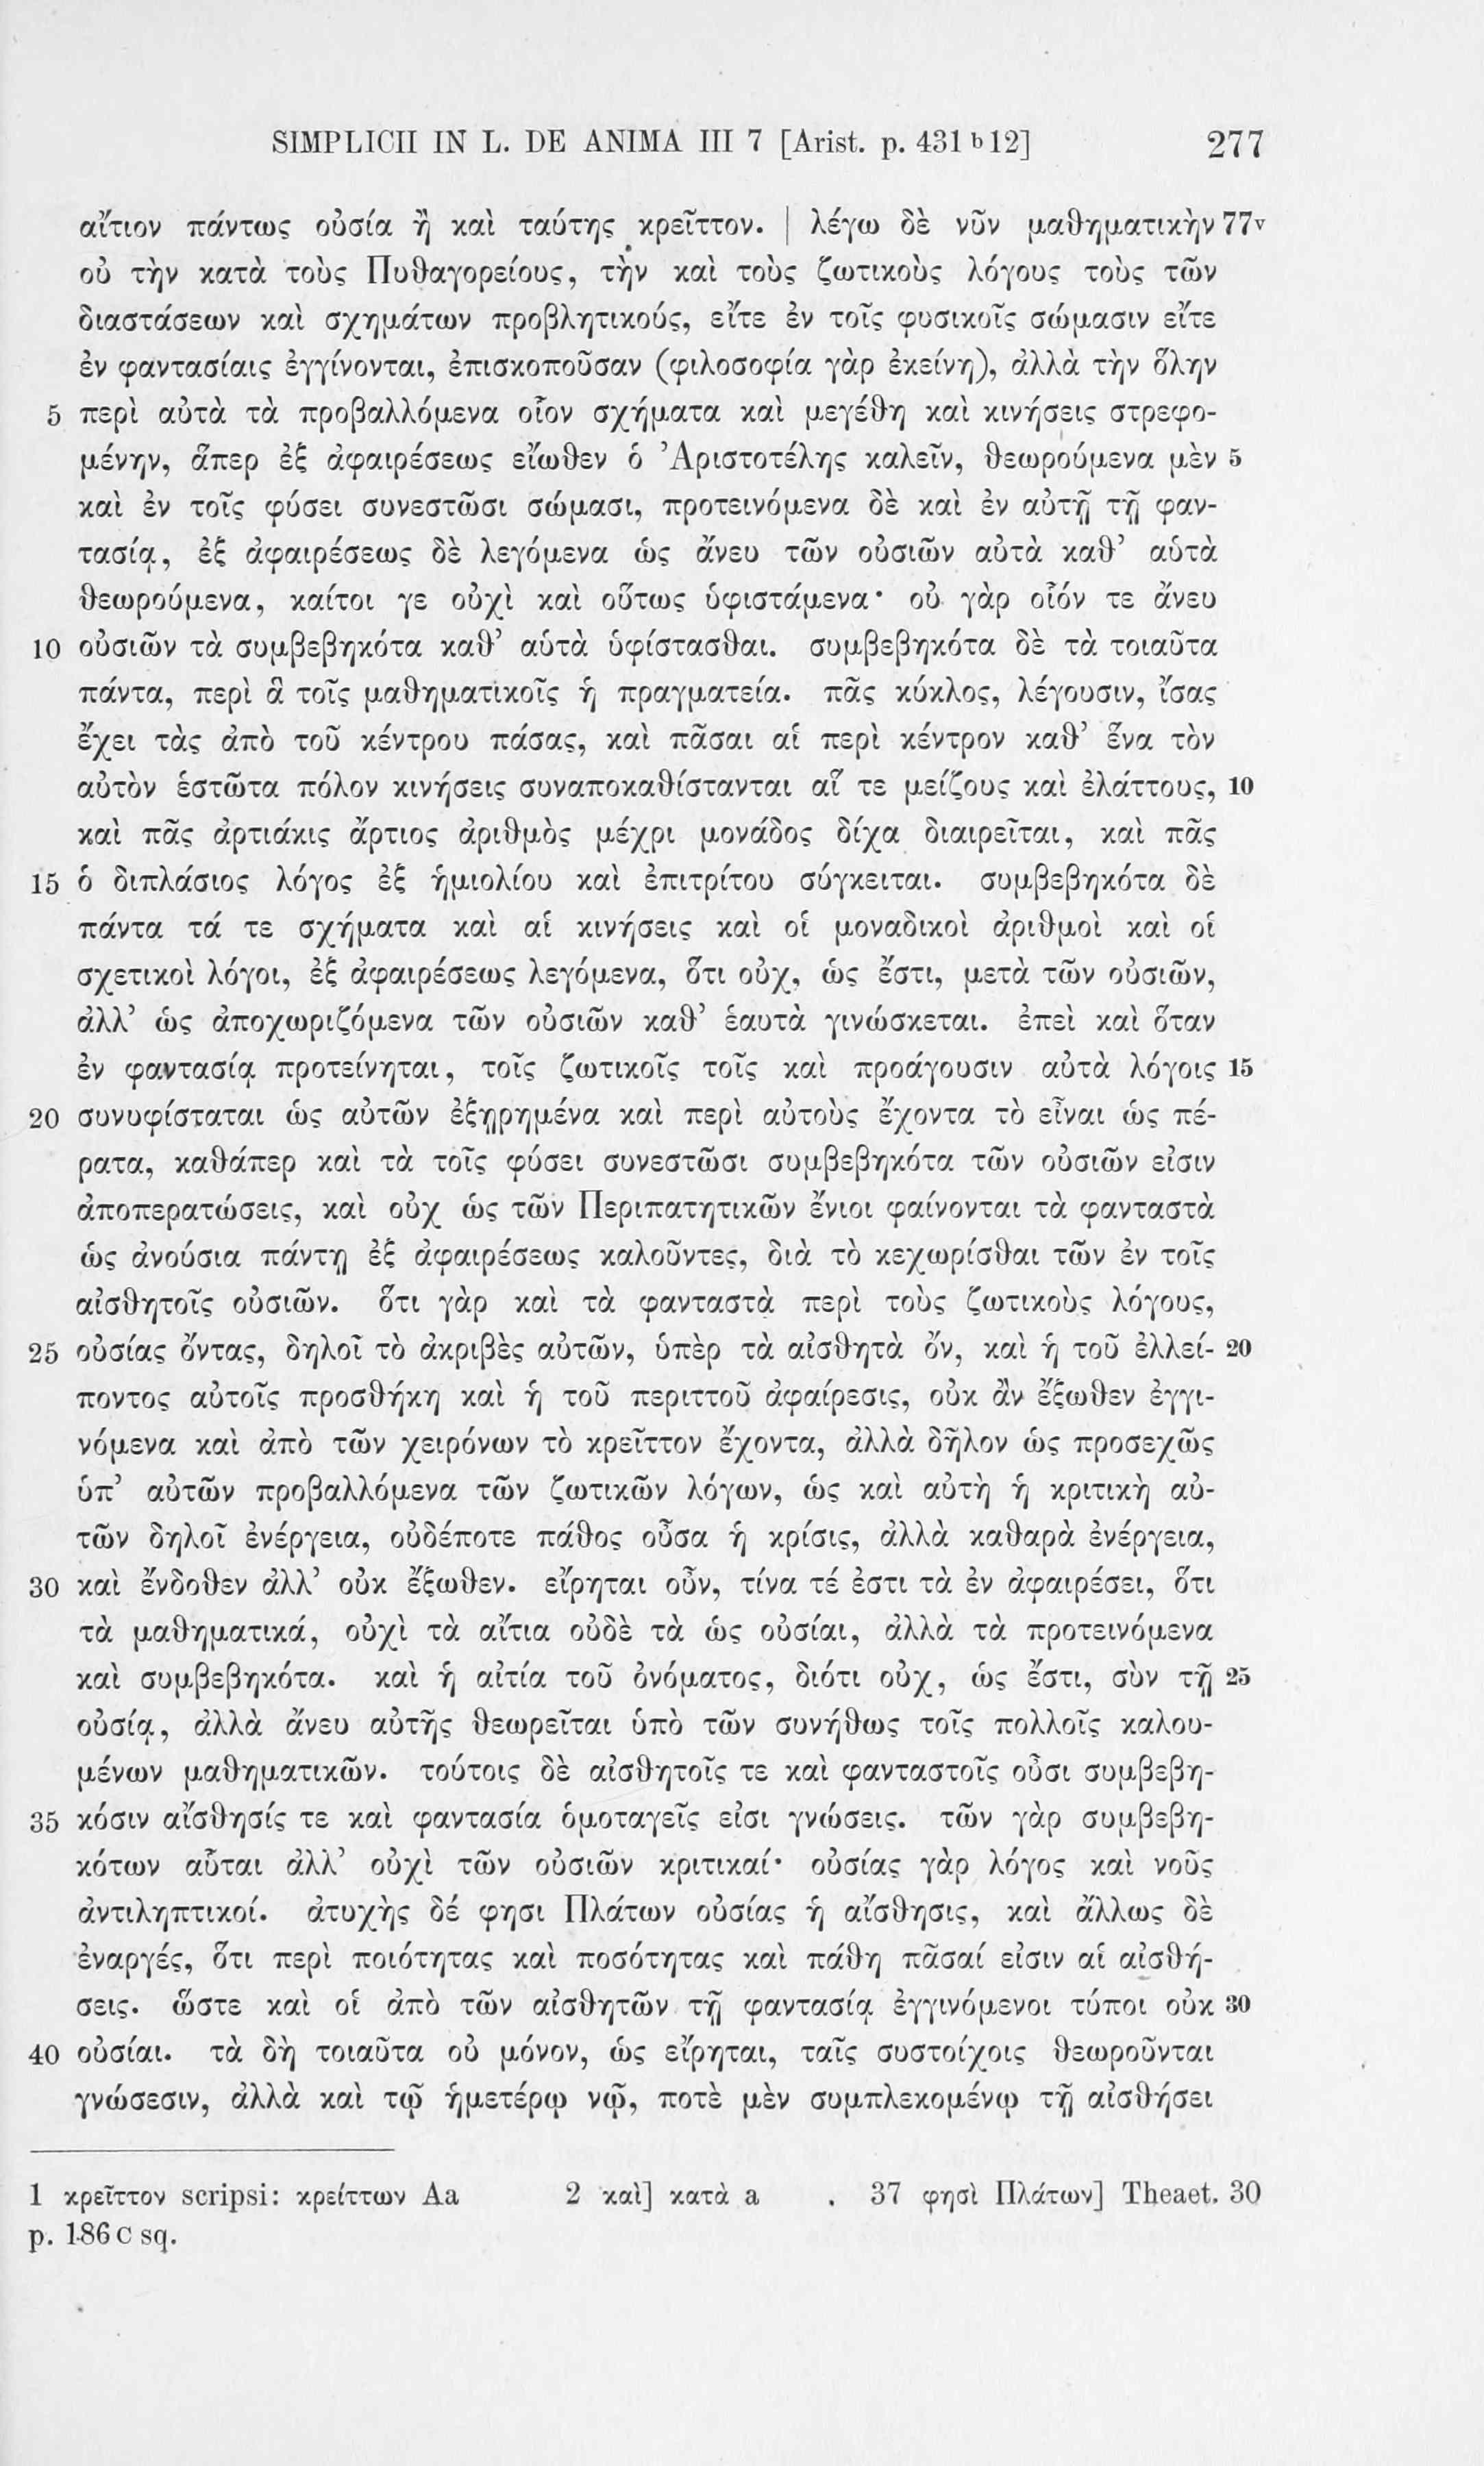 SIMPLICII IN L. DE ANIMA III 7 [Arist. p. 431 b 12] 277
αἴτιον πάντως οὐσία ἢ καὶ ταύτης κρεῖττον. | λέγω δὲ νῦν μαθηματικὴν 77v
οὐ τὴν κατὰ τοὺς Πυθαγορείους, τὴν καὶ τοὺς ζωτικοὺς λόγους τοὺς τῶν
διαστάσεων καὶ σχημάτων προβλητικούς, εἴτε ἐν τοῖς φυσικοῖς σώμασιν εἴτε
ἐν φαντασίαις ἐγγίνονται, ἐπισκοποῦσαν (φιλοσοφία γὰρ ἐκείνη), ἀλλὰ τὴν ὅλην
5 περὶ αὐτὰ τὰ προβαλλόμενα οἷον σχήματα καὶ μεγέθη καὶ κινήσεις στρεφο-
μένην, ἅπερ ἐξ ἀφαιρέσεως εἴωθεν ὁ Ἀριστοτέλης καλεῖν, θεωρούμενα μὲν 5
καὶ ἐν τοῖς φύσει συνεστῶσι σώμασι, προτεινόμενα δὲ καὶ ἐν αὐτῇ τῇ φαν-
τασίᾳ, ἐξ ἀφαιρέσεως δὲ λεγόμενα ὡς ἄνευ τῶν οὐσιῶν αὐτὰ καθ’ αὑτὰ
θεωρούμενα, καίτοι γε οὐχὶ καὶ οὕτως ὑφιστάμενα· οὐ γὰρ οἷόν τε ἄνευ
10 οὐσιῶν τὰ συμβεβηκότα καθ’ αὑτὰ ὑφίστασθαι. συμβεβηκότα δὲ τὰ τοιαῦτα
πάντα, περὶ ἃ τοῖς μαθηματικοῖς ἡ πραγματεία. πᾶς κύκλος, λέγουσιν, ἴσας
ἔχει τὰς ἀπὸ τοῦ κέντρου πάσας, καὶ πᾶσαι αἱ περὶ κέντρον καθ’ ἕνα τὸν
αὐτὸν ἑστῶτα πόλον κινήσεις συναποκαθίστανται αἵ τε μείζους καὶ ἐλάττους, 10
καὶ πᾶς ἀρτιάκις ἄρτιος ἀριθμὸς μέχρι μονάδος δίχα διαιρεῖται, καὶ πᾶς
15 ὁ διπλάσιος λόγος ἐξ ἡμιολίου καὶ ἐπιτρίτου σύγκειται. συμβεβηκότα δὲ
πάντα τά τε σχήματα καὶ αἱ κινήσεις καὶ οἱ μοναδικοὶ ἀριθμοὶ καὶ οἱ
σχετικοὶ λόγοι, ἐξ ἀφαιρέσεως λεγόμενα, ὅτι οὐχ, ὡς ἔστι, μετὰ τῶν οὐσιῶν,
ἀλλ’ ὡς ἀποχωριζόμενα τῶν οὐσιῶν καθ’ ἑαυτὰ γινώσκεται. ἐπεὶ καὶ ὅταν
ἐν φαντασίᾳ προτείνηται, τοῖς ζωτικοῖς τοῖς καὶ προάγουσιν αὐτὰ λόγοις 15
20 συνυφίσταται ὡς αὐτῶν ἐξῃρημένα καὶ περὶ αὐτοὺς ἔχοντα τὸ εἶναι ὡς πέ-
ρατα, καθάπερ καὶ τὰ τοῖς φύσει συνεστῶσι συμβεβηκότα τῶν οὐσιῶν εἰσιν
ἀποπερατώσεις, καὶ οὐχ ὡς τῶν Περιπατητικῶν ἔνιοι φαίνονται τὰ φανταστὰ
ὡς ἀνούσια πάντῃ ἐξ ἀφαιρέσεως καλοῦντες, διὰ τὸ κεχωρίσθαι τῶν ἐν τοῖς
αἰσθητοῖς οὐσιῶν. ὅτι γὰρ καὶ τὰ φανταστὰ περὶ τοὺς ζωτικοὺς λόγους,
25 οὐσίας ὄντας, δηλοῖ τὸ ἀκριβὲς αὐτῶν, ὑπὲρ τὰ αἰσθητὰ ὄν, καὶ ἡ τοῦ ἐλλεί- 20
ποντος αὐτοῖς προσθήκη καὶ ἡ τοῦ περιττοῦ ἀφαίρεσις, οὐκ ἂν ἔξωθεν ἐγγι-
νόμενα καὶ ἀπὸ τῶν χειρόνων τὸ κρεῖττον ἔχοντα, ἀλλὰ δῆλον ὡς προσεχῶς
ὑπ’ αὐτῶν προβαλλόμενα τῶν ζωτικῶν λόγων, ὡς καὶ αὐτὴ ἡ κριτικὴ αὐ-
τῶν δηλοῖ ἐνέργεια, οὐδέποτε πάθος οὖσα ἡ κρίσις, ἀλλὰ καθαρὰ ἐνέργεια,
30 καὶ ἔνδοθεν ἀλλ’ οὐκ ἔξωθεν. εἴρηται οὖν, τίνα τέ ἐστι τὰ ἐν ἀφαιρέσει, ὅτι
τὰ μαθηματικά, οὐχὶ τὰ αἴτια οὐδὲ τὰ ὡς οὐσίαι, ἀλλὰ τὰ προτεινόμενα
καὶ συμβεβηκότα. καὶ ἡ αἰτία τοῦ ὀνόματος, διότι οὐχ, ὡς ἔστι, σὺν τῇ 25
οὐσίᾳ, ἀλλὰ ἄνευ αὐτῆς θεωρεῖται ὑπὸ τῶν συνήθως τοῖς πολλοῖς καλου-
μένων μαθηματικῶν. τούτοις δὲ αἰσθητοῖς τε καὶ φανταστοῖς οὖσι συμβεβη-
35 κόσιν αἴσθησίς τε καὶ φαντασία ὁμοταγεῖς εἰσι γνώσεις. τῶν γὰρ συμβεβη-
κότων αὗται ἀλλ’ οὐχὶ τῶν οὐσιῶν κριτικαί· οὐσίας γὰρ λόγος καὶ νοῦς
ἀντιληπτικοί. ἀτυχὴς δέ φησι Πλάτων οὐσίας ἡ αἴσθησις, καὶ ἄλλως δὲ
ἐναργές, ὅτι περὶ ποιότητας καὶ ποσότητας καὶ πάθη πᾶσαί εἰσιν αἱ αἰσθή-
σεις. ὥστε καὶ οἱ ἀπὸ τῶν αἰσθητῶν τῇ φαντασίᾳ ἐγγινόμενοι τύποι οὐκ 30
40 οὐσίαι. τὰ δὴ τοιαῦτα οὐ μόνον, ὡς εἴρηται, ταῖς συστοίχοις θεωροῦνται
γνώσεσιν, ἀλλὰ καὶ τῷ ἡμετέρῳ νῷ, ποτὲ μὲν συμπλεκομένῳ τῇ αἰσθήσει
1 κρεῖττον scripsi: κρείττων Aa 2 καὶ] κατὰ a 37 φησὶ Πλάτων] Theaet. 30
p. 186 C sq.